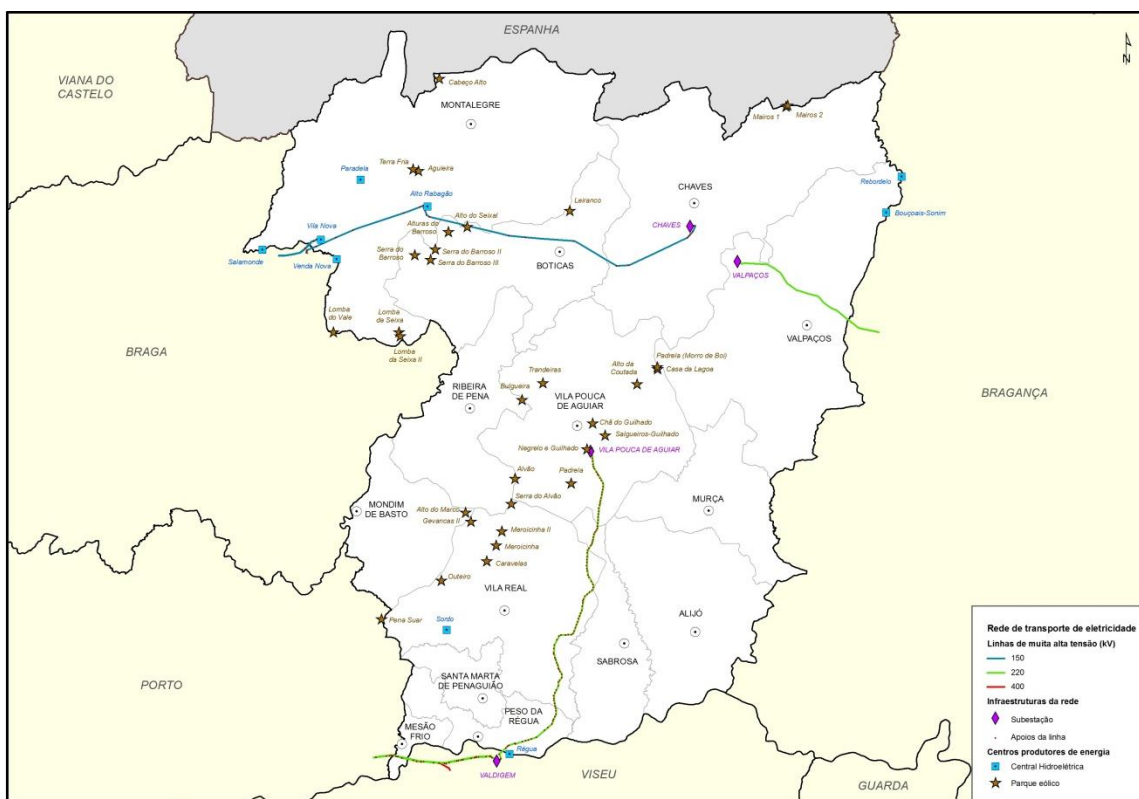 ESPANHA
VIANA DO
CASTELO
Cabeço Alto
MONTALEGRE
Mairos 1
Mairos 2
Terra Fria
Aguieira
Paradela
Rebordelo
Alto Rabagão
Leiranco
CHAVES
Bouçoais-Sonim
Alto do Seixal
Alturas do
Barroso
CHAVES
Vila Nova
Salamonde
Venda Nova
Serra do
Barroso
Serra do Barroso II
Serra do Barroso III
BOTICAS
VALPAÇOS
Lomba
do Vale
Lomba
da Seixa
Lomba
da Seixa II
VALPAÇOS
BRAGA
BRAGANÇA
Padrela (Morro de Boi)
Casa da Lagoa
Alto da
Coutada
Trandeiras
Bulgueira
RIBEIRA
DE PENA
VILA POUCA
DE AGUIAR
Chã do Guilhado
Salgueiros-Guilhado
Negrelo e Guilhado
VILA POUCA DE AGUIAR
Alvão
Padrela
Serra do Alvão
MURÇA
MONDIM
DE BASTO
Alto do Marco
Gevancas II
Meroicinha II
Meroicinha
Caravelas
Outeiro
VILA REAL
Pena Suar
Sordo
ALIJÓ
SABROSA
PORTO
SANTA MARTA
DE PENAGUIÃO
PESO DA
RÉGUA
MESÃO
FRIO
Régua
VALDIGEM
VISEU
GUARDA
N
Rede de transporte de eletricidade
Linhas de muita alta tensão (kV)
150
220
400
Infraestruturas da rede
Subestação
Apoios da linha
Centros produtores de energia
Central Hidroelétrica
Parque eólico